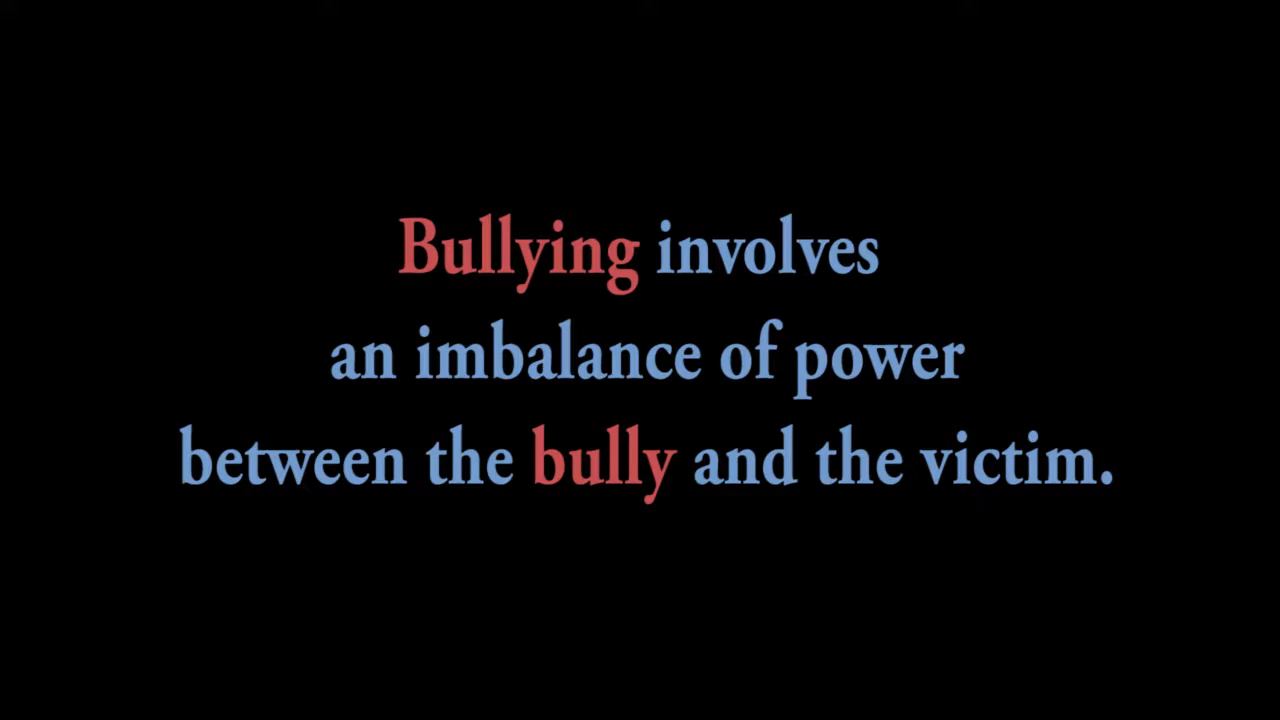 Bullying involves
an imbalance of power
between the bully and the victim.